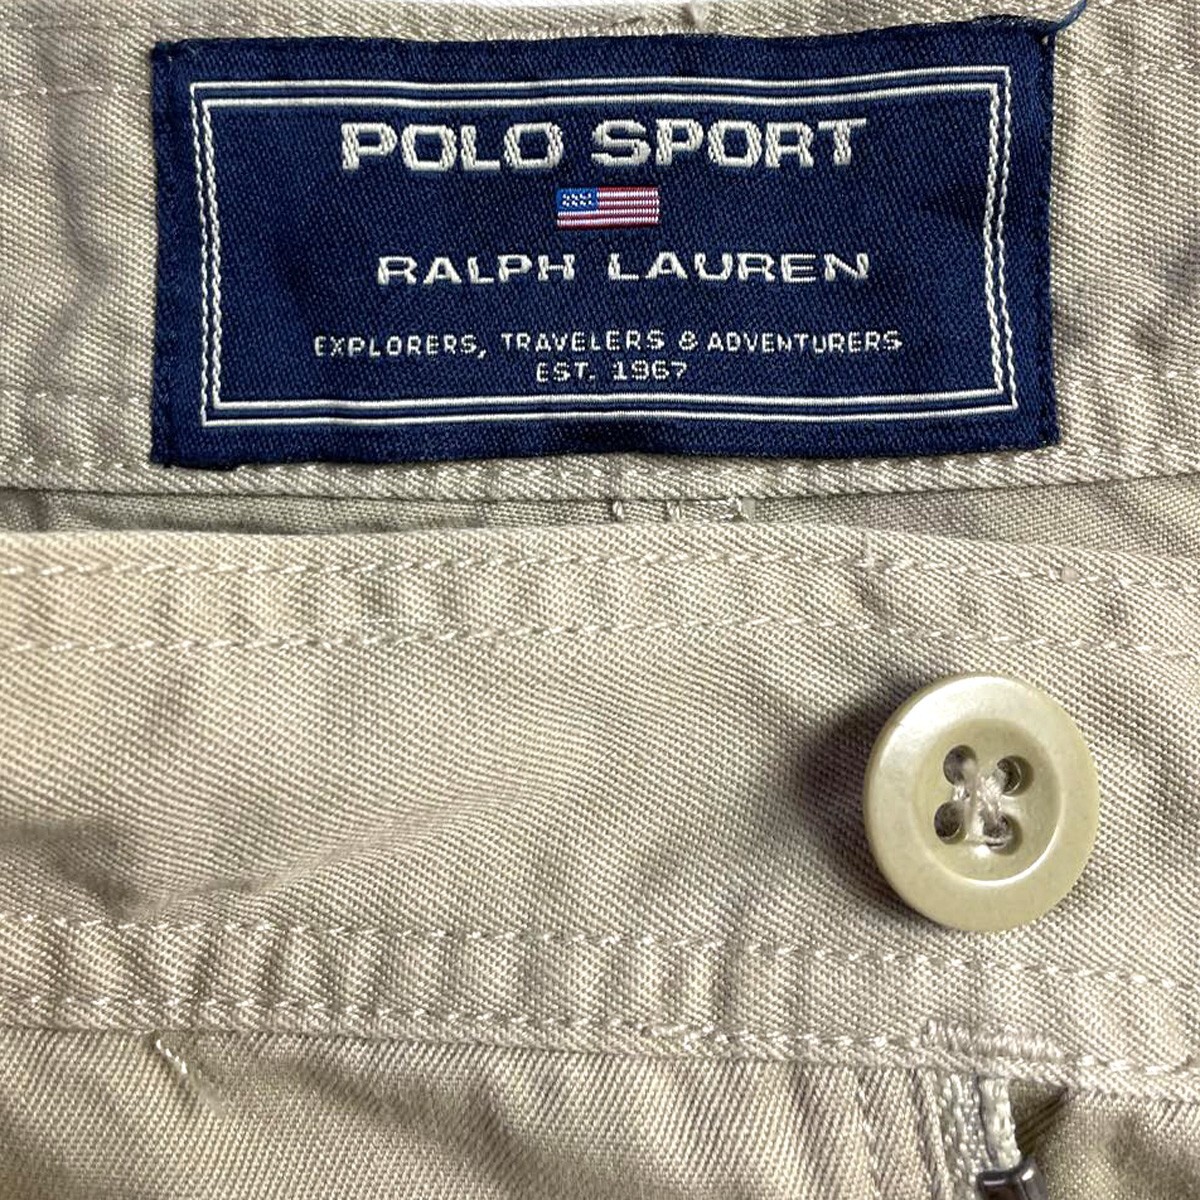 POLO SPORT
RALPH LAUREN
EXPLORERS, TRAVELERS & ADVENTURERS
EST. 1967